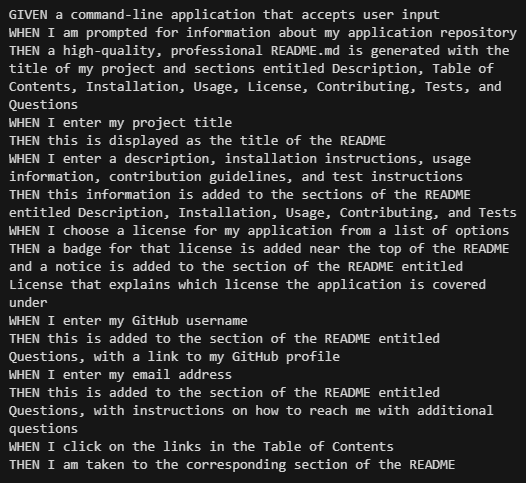 GIVEN a command-line application that accepts user input
WHEN I am prompted for information about my application repository
THEN a high-quality, professional README.md is generated with the
title of my project and sections entitled Description, Table of
Contents, Installation, Usage, License, Contributing, Tests, and
Questions
WHEN I enter my project title
THEN this is displayed as the title of the README
WHEN I enter a description, installation instructions, usage
information, contribution guidelines, and test instructions
THEN this information is added to the sections of the README
entitled Description, Installation, Usage, Contributing, and Tests
WHEN I choose a license for my application from a list of options
THEN a badge for that license is added near the top of the README
and a notice is added to the section of the README entitled
License that explains which license the application is covered
under
WHEN I enter my GitHub username
THEN this is added to the section of the README entitled
Questions, with a link to my GitHub profile
WHEN I enter my email address
THEN this is added to the section of the README entitled
Questions, with instructions on how to reach me with additional
questions
WHEN I click on the links in the Table of Contents
THEN I am taken to the corresponding section of the README